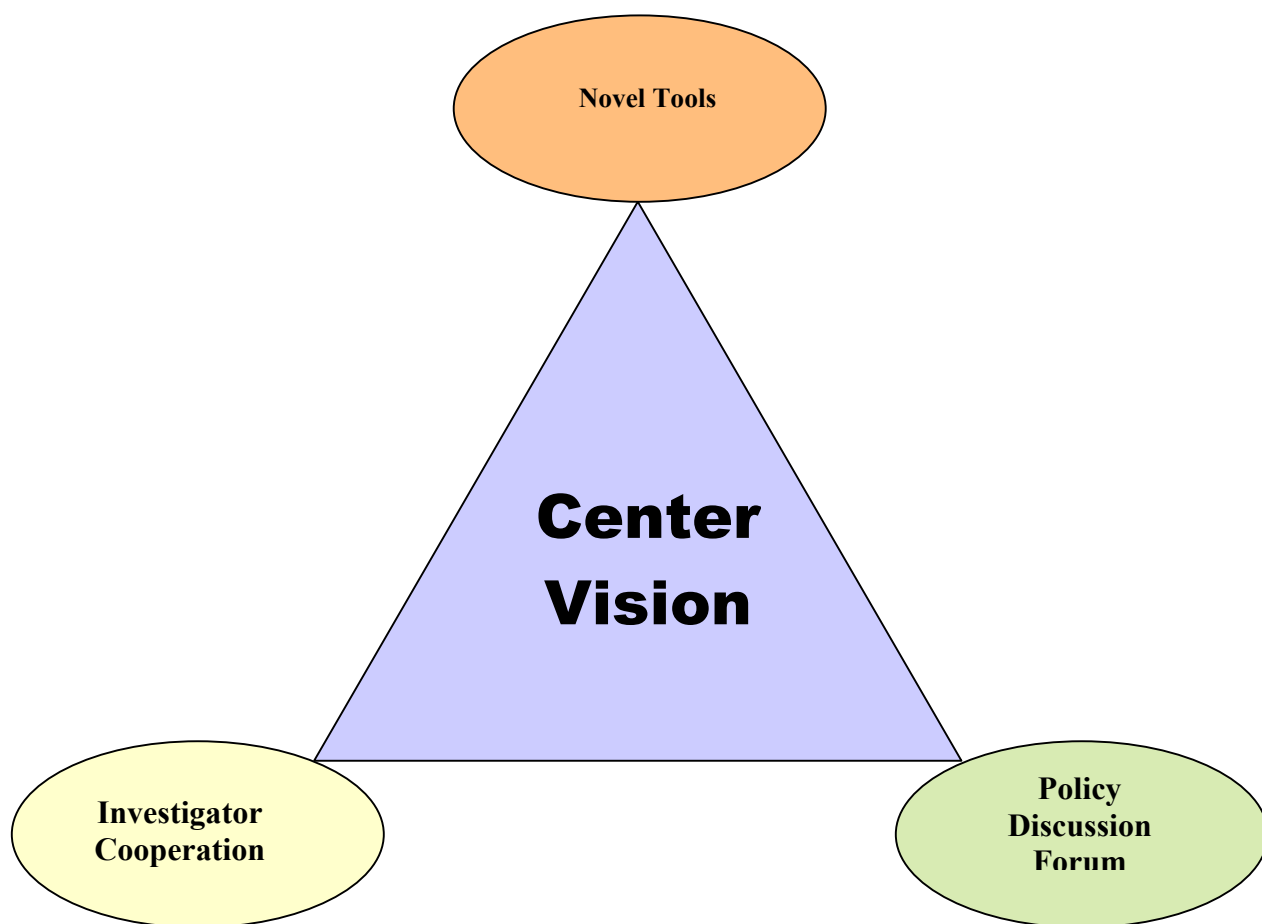 Novel Tools
Center
Vision
Investigator
Cooperation
Policy
Discussion
Forum